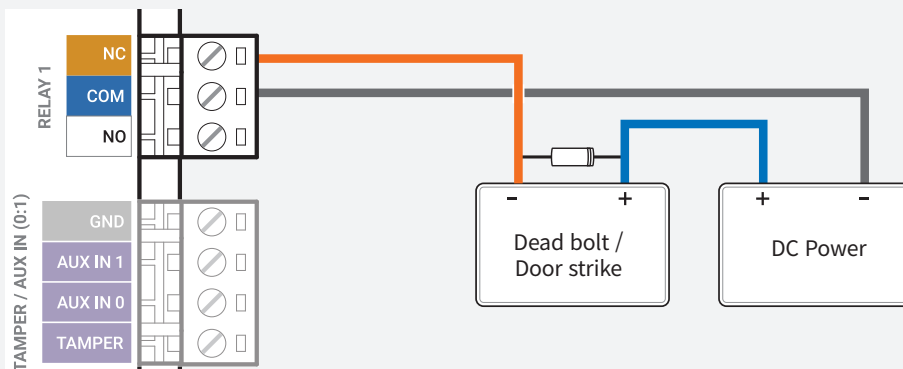 RELAY 1
NC
COM
NO
TAMPER / AUX IN (0:1)
GND
AUX IN 1
AUX IN 0
TAMPER
- +
Dead bolt /
Door strike
+ -
DC Power